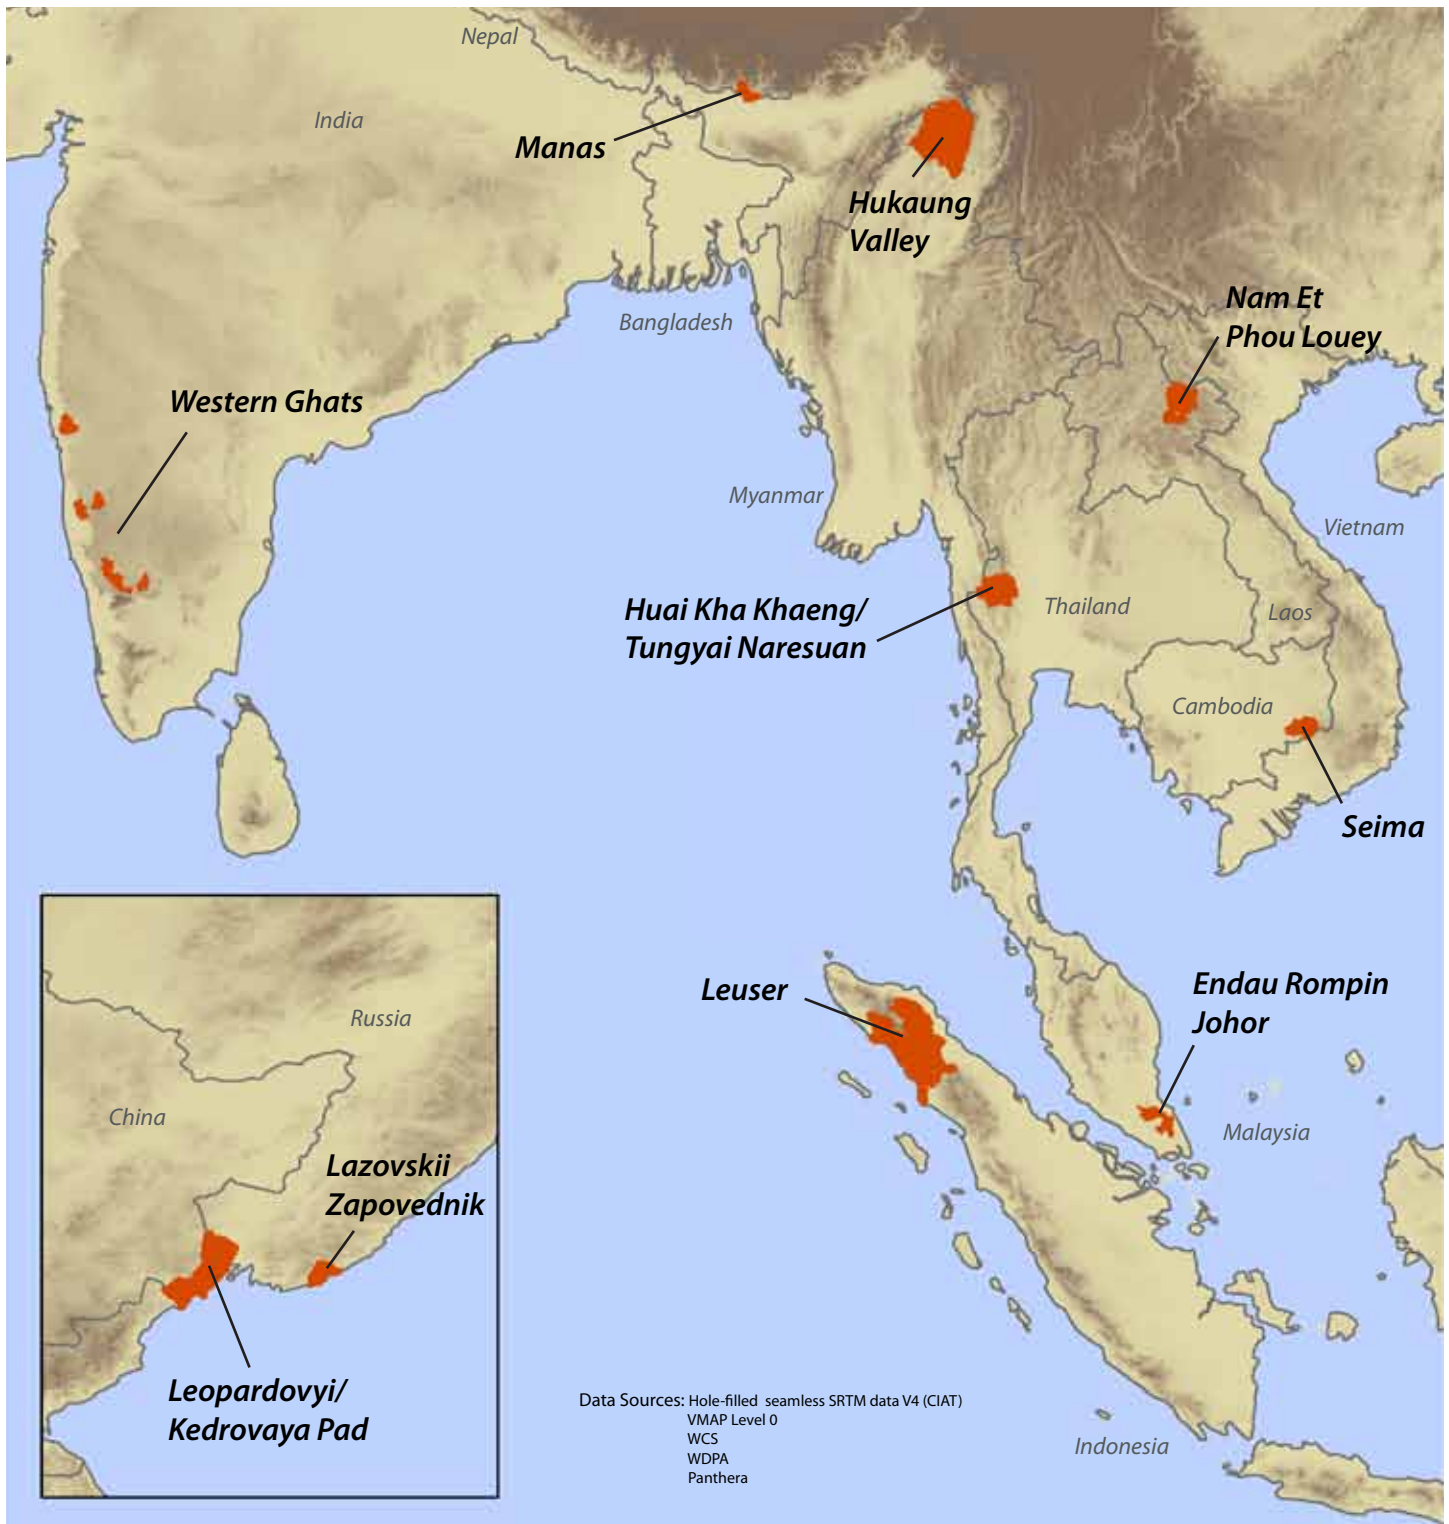 Nepal
India
Manas
Hukaung
Valley
Nam Et
Phou Louey
Bangladesh
Western Ghats
Myanmar
Vietnam
Huai Kha Khaeng/
Tungyai Naresuan
Thailand
Laos
Cambodia
Seima
Leuser
Endau Rompin
Johor
Russia
China
Malaysia
Lazovskii
Zapovednik
Leopardovyi/
Kedrovaya Pad
Data Sources: Hole-filled seamless SRTM data V4 (CIAT)
VMAP Level 0
WCS
WDPA
Panthera
Indonesia